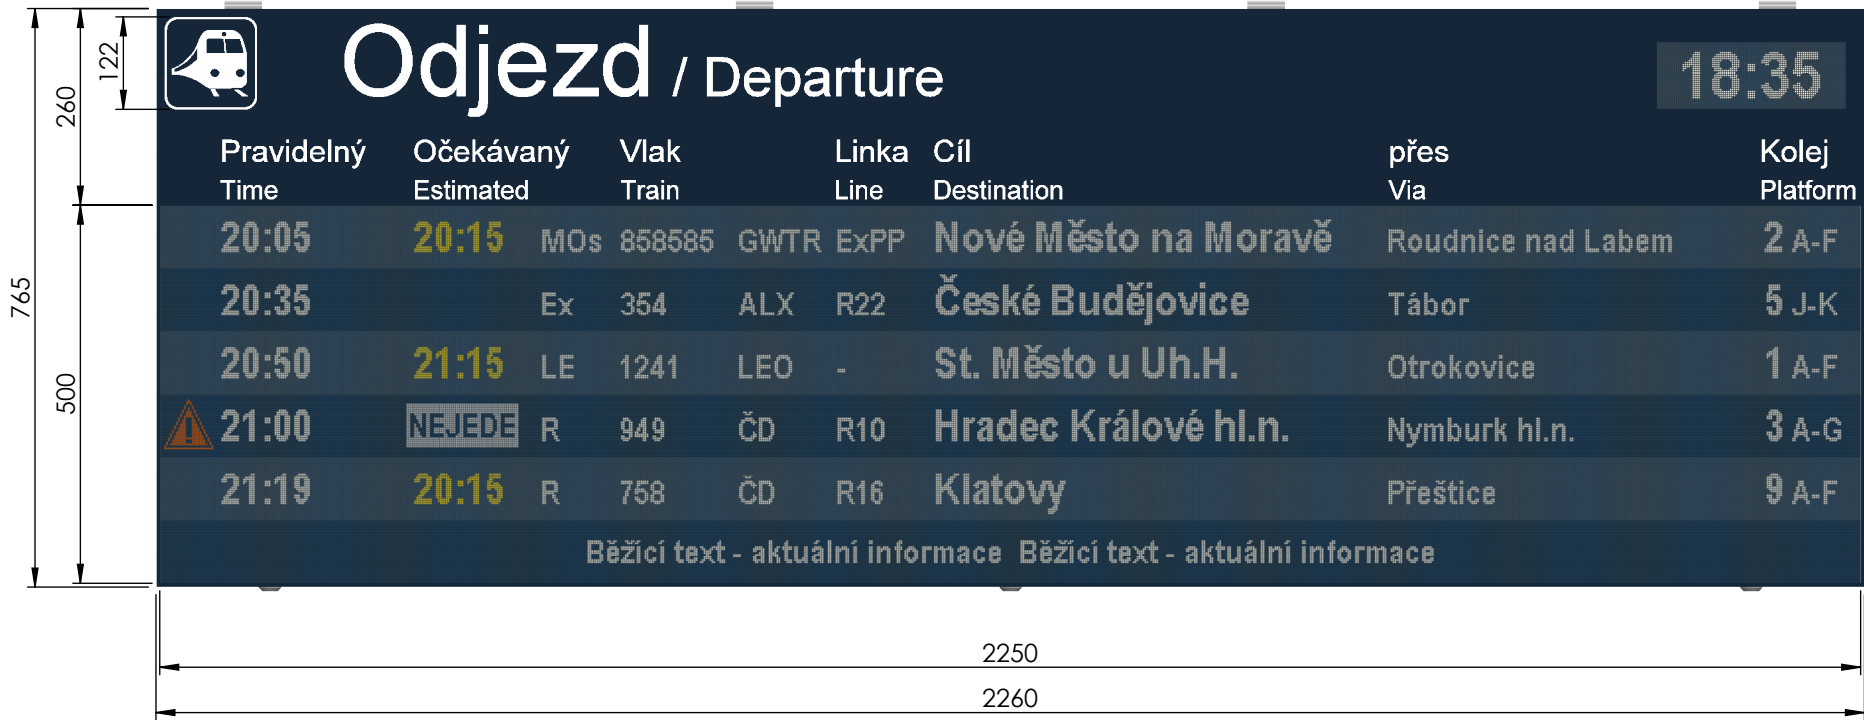 Odjezd / Departure 18:35
Pravidelný Očekávaný Vlak Linka Cíl přes Kolej
Time Estimated Train Line Destination Via Platform
20:05 20:15 MOs 858585 GWTR ExPP Nové Město na Moravě Roudnice nad Labem 2 A-F
20:35 Ex 354 ALX R22 České Budějovice Tábor 5 J-K
20:50 21:15 LE 1241 LEO - St. Město u Uh.H. Otrokovice 1 A-F
21:00 NEJEDE R 949 ČD R10 Hradec Králové hl.n. Nymburk hl.n. 3 A-G
21:19 20:15 R 758 ČD R16 Klatovy Přeštice 9 A-F
Běžící text - aktuální informace Běžící text - aktuální informace
122
260
765
500
2250
2260